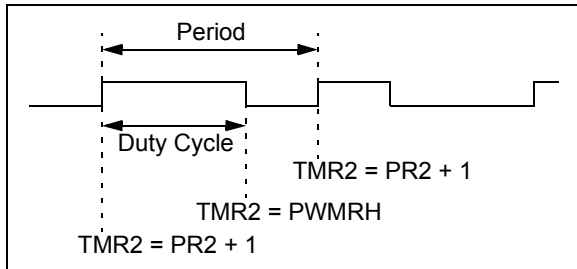 Period
Duty Cycle
TMR2 = PR2 + 1
TMR2 = PWMRH
TMR2 = PR2 + 1